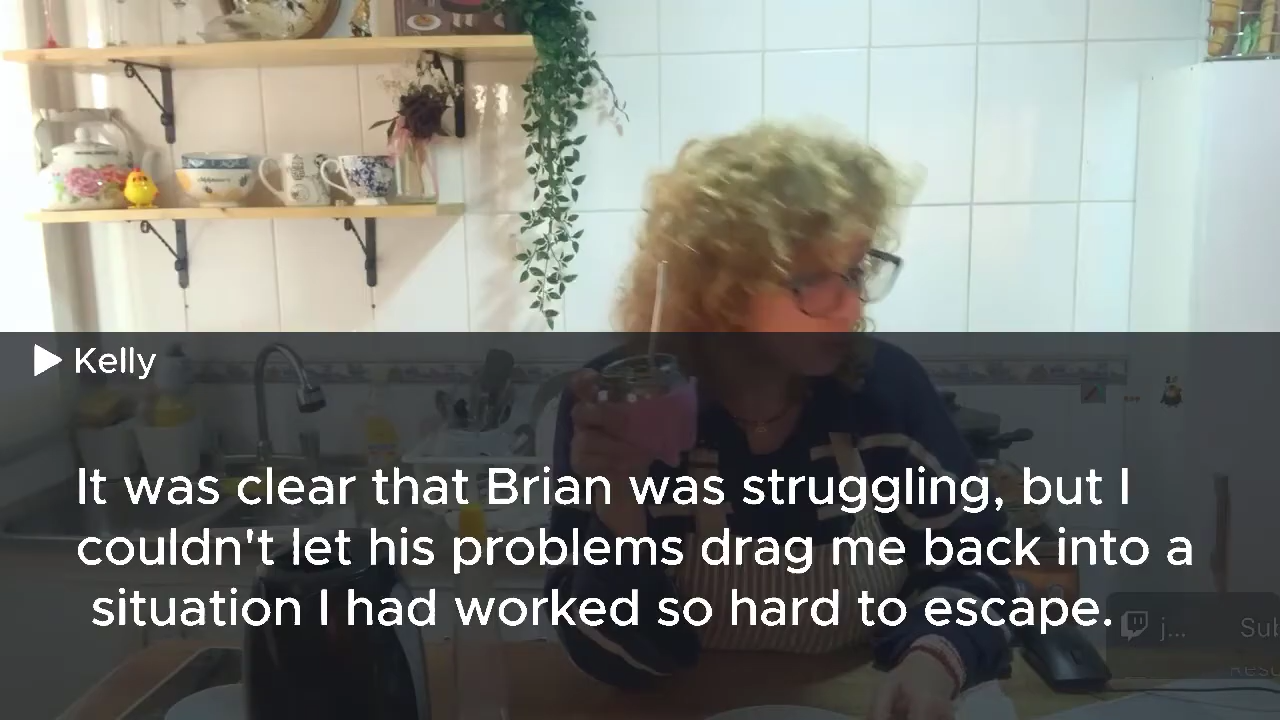 Kelly
It was clear that Brian was struggling, but I
couldn't let his problems drag me back into a
situation I had worked so hard to escape.
j...
Sub